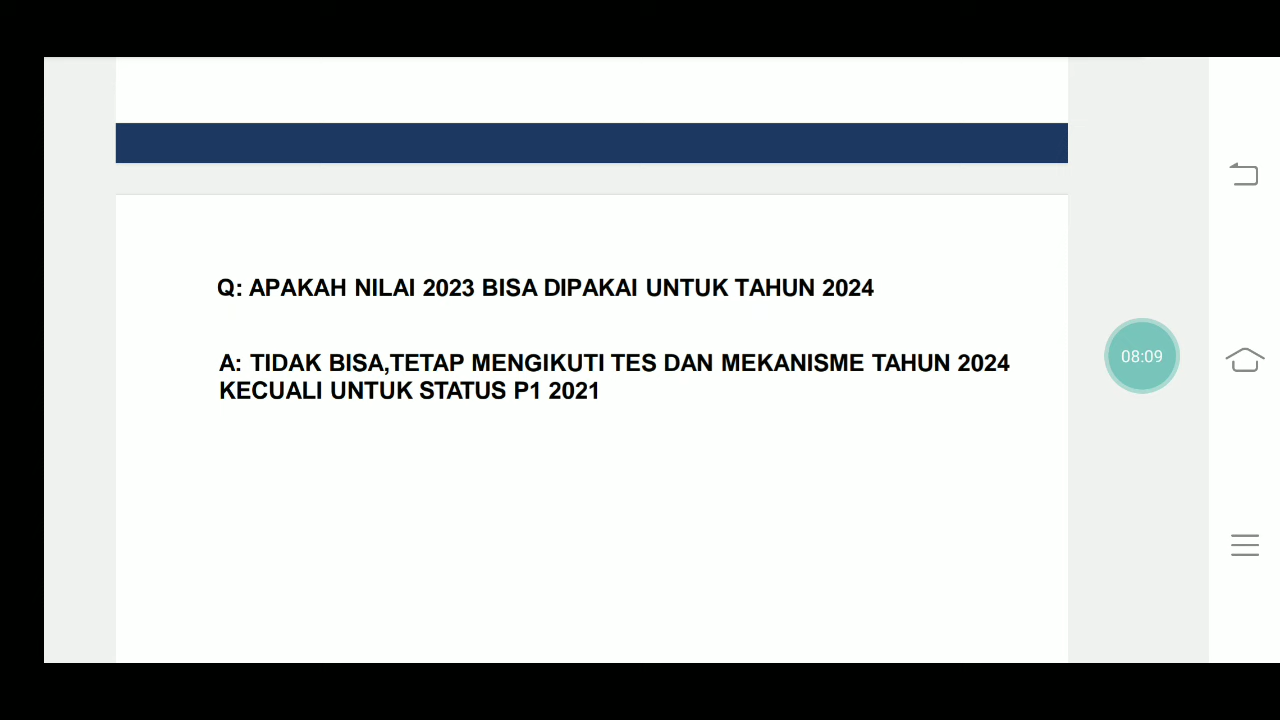 Q: APAKAH NILAI 2023 BISA DIPAKAI UNTUK TAHUN 2024
A: TIDAK BISA,TETAP MENGIKUTI TES DAN MEKANISME TAHUN 2024
KECUALI UNTUK STATUS P1 2021
08:09